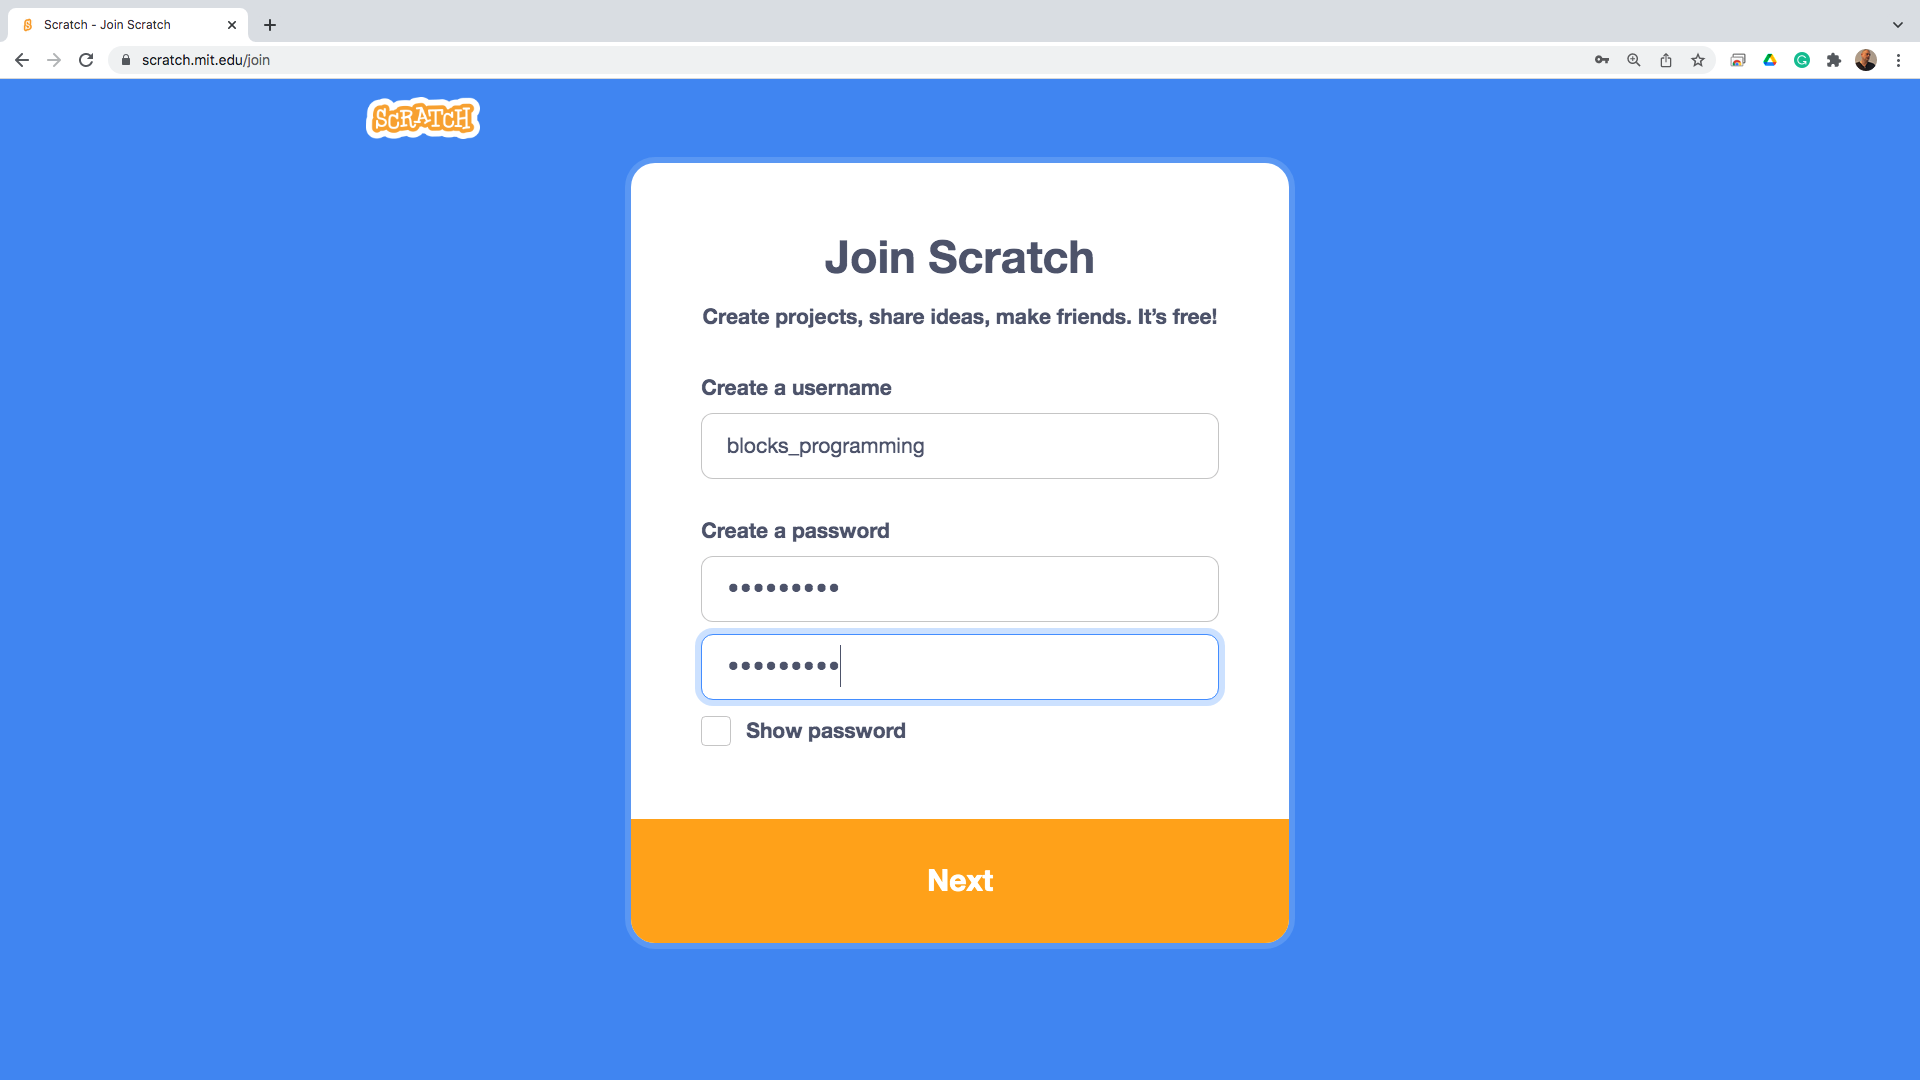 Scratch - Join Scratch
scratch.mit.edu/join
SCRATCH
Join Scratch
Create projects, share ideas, make friends. It’s free!
Create a username
blocks_programming
Create a password
•••••••••
•••••••••
Show password
Next